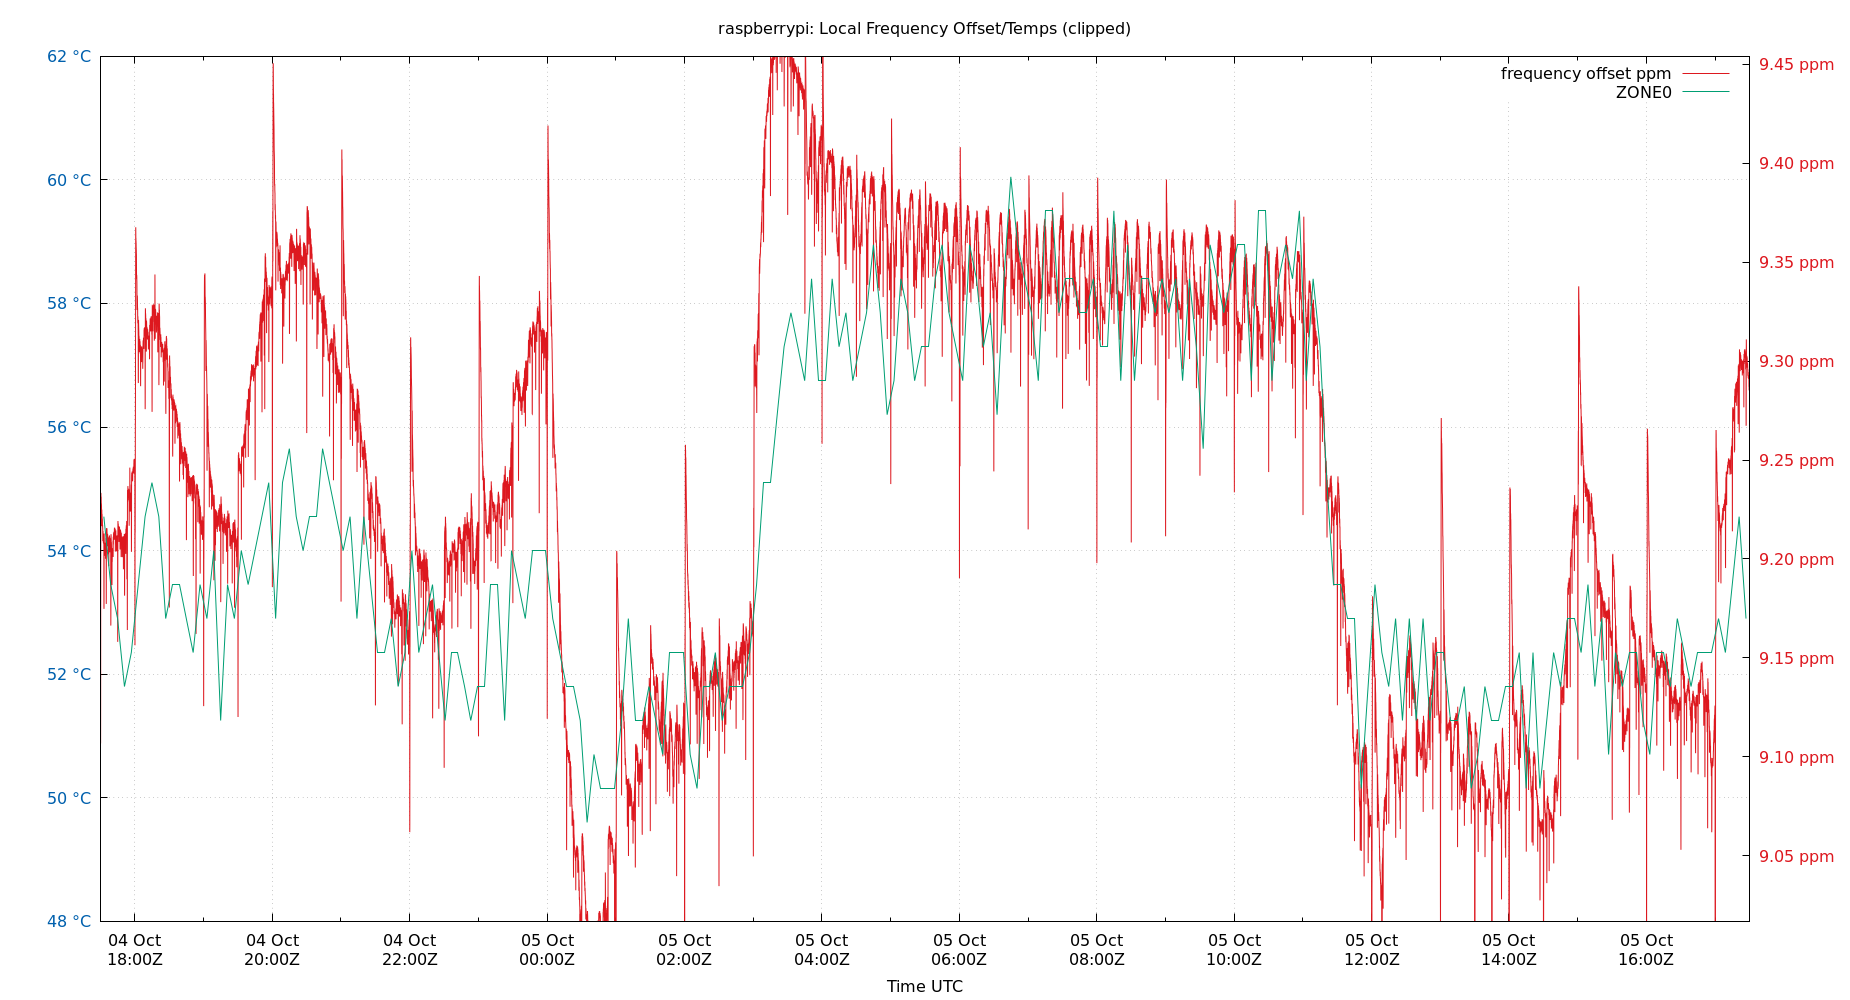 raspberrypi: Local Frequency Offset/Temps (clipped)
62 °C
60 °C
58 °C
56 °C
54 °C
52 °C
50 °C
48 °C
frequency offset ppm
ZONE0
9.45 ppm
9.40 ppm
9.35 ppm
9.30 ppm
9.25 ppm
9.20 ppm
9.15 ppm
9.10 ppm
9.05 ppm
04 Oct
18:00Z
04 Oct
20:00Z
04 Oct
22:00Z
05 Oct
00:00Z
05 Oct
02:00Z
05 Oct
04:00Z
05 Oct
06:00Z
05 Oct
08:00Z
05 Oct
10:00Z
05 Oct
12:00Z
05 Oct
14:00Z
05 Oct
16:00Z
Time UTC